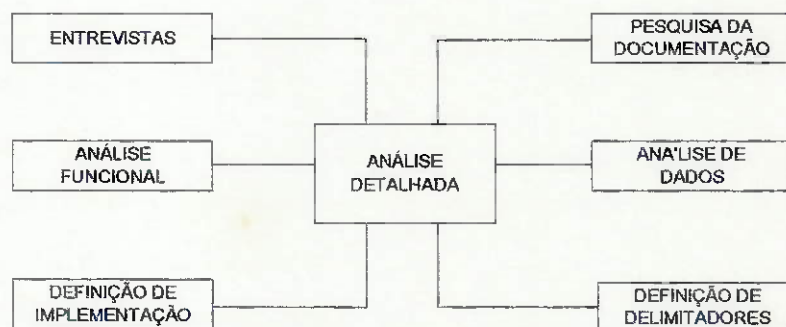 ENTREVISTAS
PESQUISA DA
DOCUMENTAÇÃO
ANÁLISE
FUNCIONAL
ANÁLISE
DETALHADA
ANA'LISE DE
DADOS
DEFINIÇÃO DE
IMPLEMENTAÇÃO
DEFINIÇÃO DE
DELIMITADORES